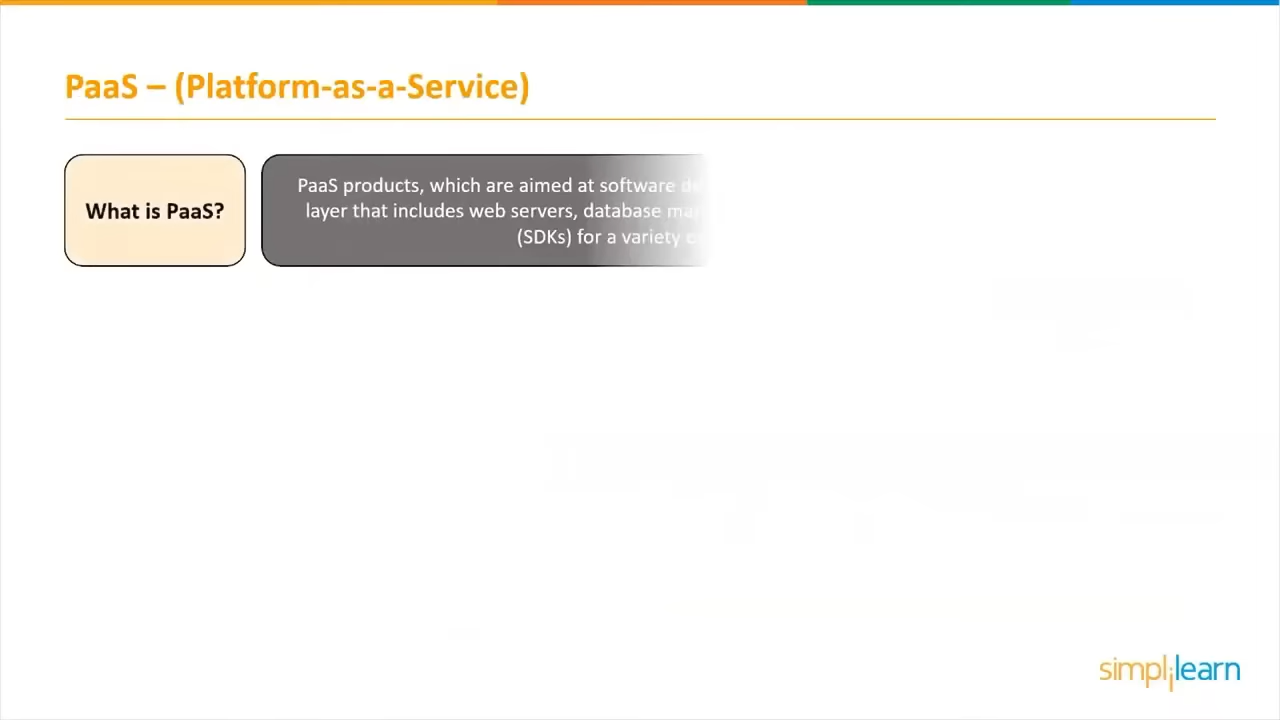 PaaS – (Platform-as-a-Service)
What is PaaS?
PaaS products, which are aimed at software
layer that includes web servers, database
(SDKs) for a variety
simplilearn